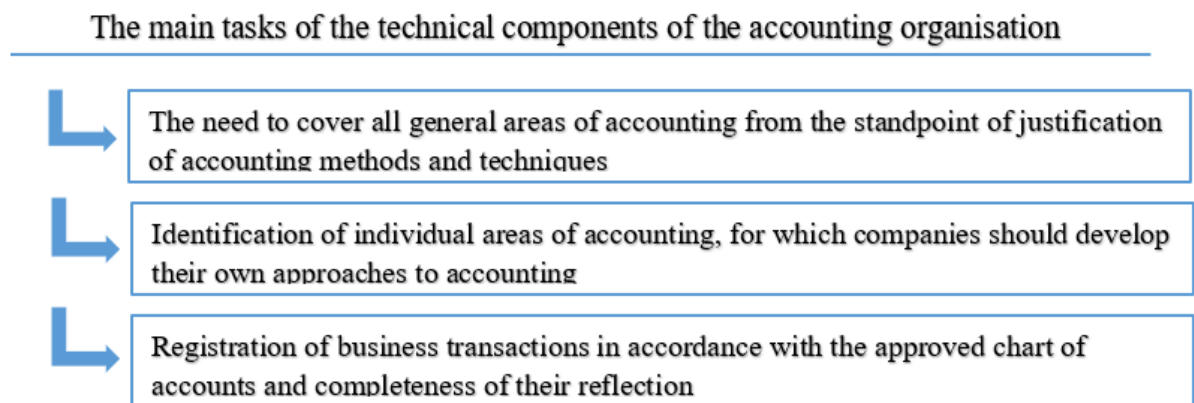 The main tasks of the technical components of the accounting organisation
The need to cover all general areas of accounting from the standpoint of justification
of accounting methods and techniques
Identification of individual areas of accounting, for which companies should develop
their own approaches to accounting
Registration of business transactions in accordance with the approved chart of
accounts and completeness of their reflection